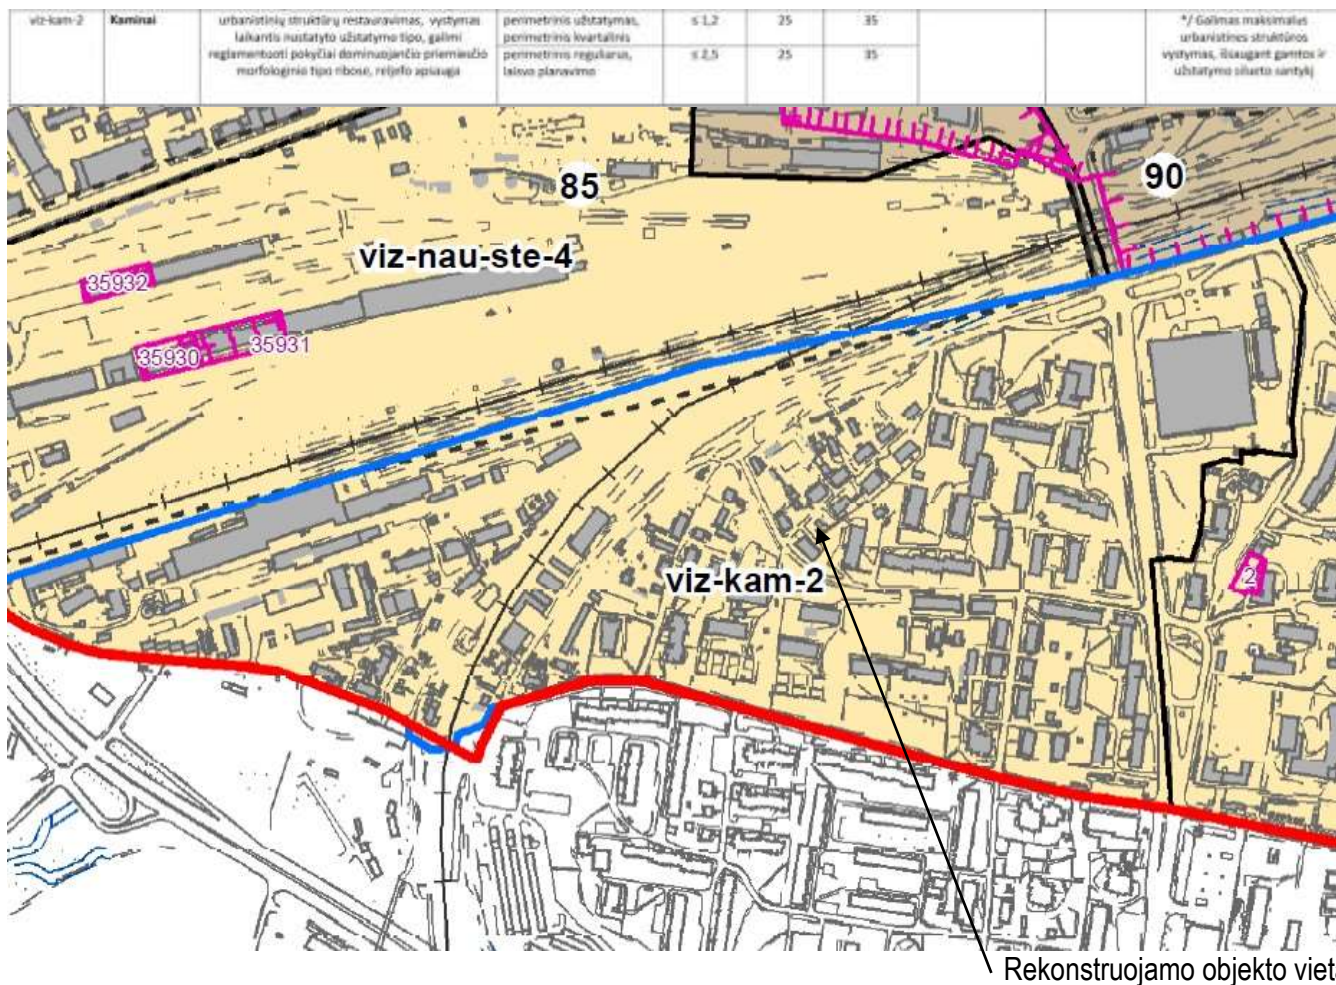 viz-kam-2
Kaminai
urbanistinių struktūrų restauravimas, vystymas
laikantis nustatyto užstatymo tipo, galimi
reglamentuoti pokyčiai dominuojančio priemiesčio
morfologinio tipo ribose, reljefo apsauga
perimetrinis užstatymas,
perimetrinis kvartalinis
≤ 1,2
25
35
perimetrinis reguliarus,
laisvo planavimo
≤ 2,5
25
35
*/ Galimas maksimalus
urbanistinės struktūros
vystymas, išsaugant gamtos ir
užstatymo silueto santykį
85
90
viz-nau-ste-4
35932
35930
35931
viz-kam-2
2
Rekonstruojamo objekto viet